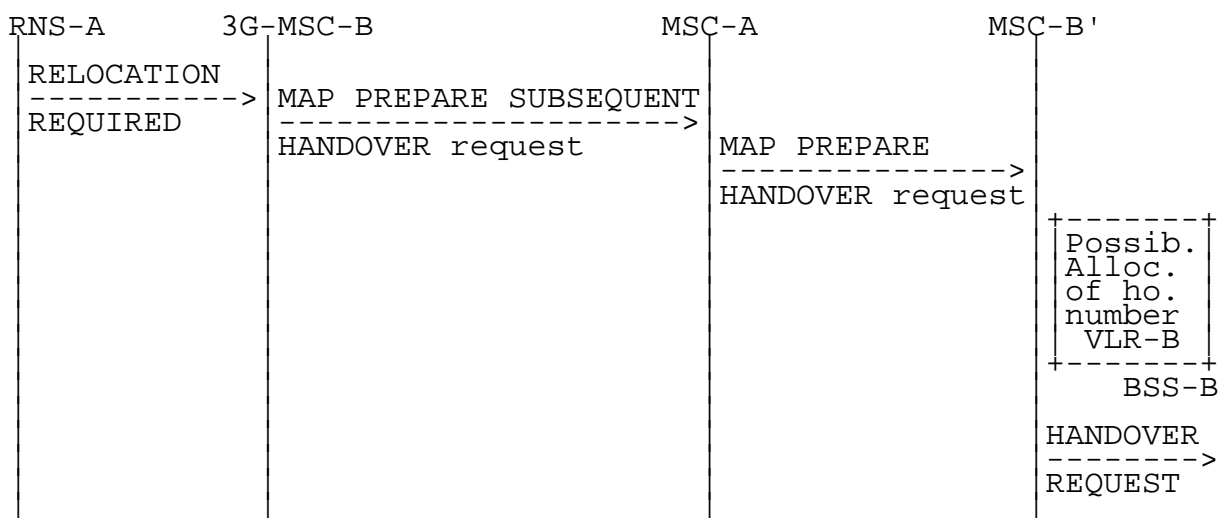 RNS-A 3G-MSC-B MSC-A MSC-B'
RELOCATION
-----------> MAP PREPARE SUBSEQUENT
REQUIRED --------------------->
HANDOVER request MAP PREPARE
--------------->
HANDOVER request
+-------+
Possib.
Alloc.
of ho.
number
VLR-B
+-------+
BSS-B
HANDOVER
-------->
REQUEST